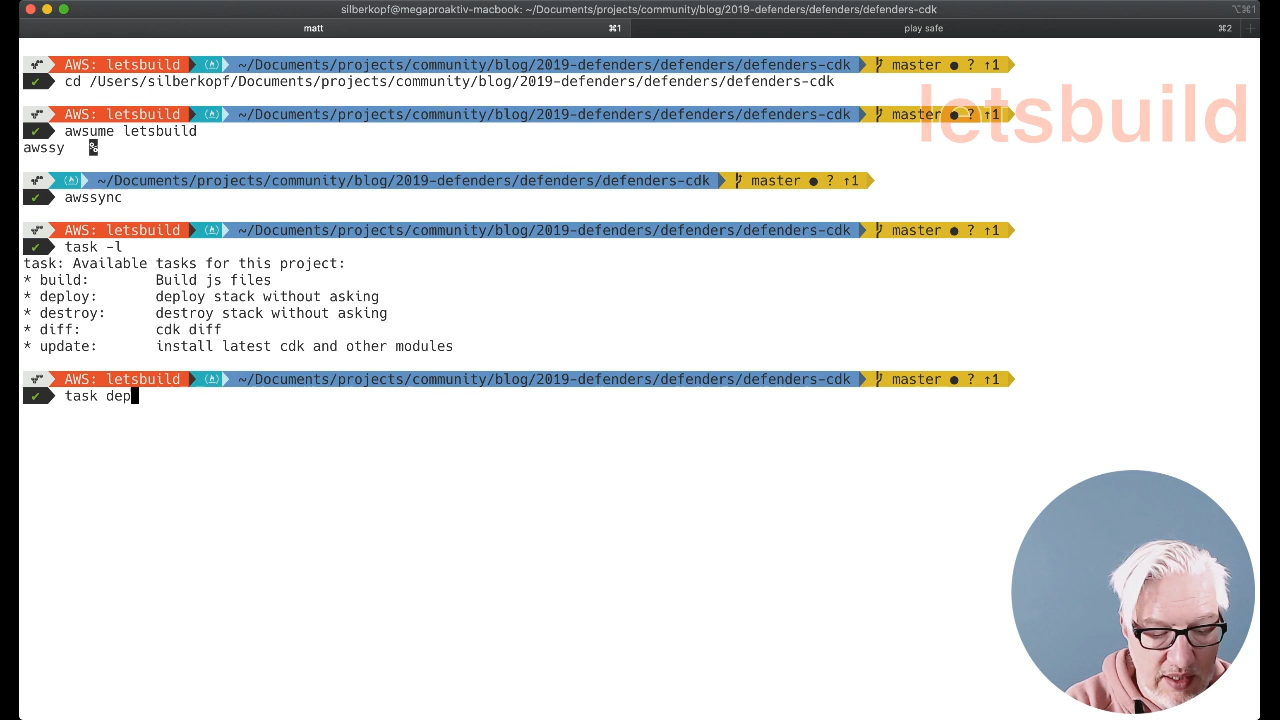 silberkopf@megaproaktiv-macbook: ~/Documents/projects/community/blog/2019-defenders/defenders/defenders-cdk ⌥⌘1
matt ⌘1 play safe ⌘2 +
AWS: letsbuild ~/Documents/projects/community/blog/2019-defenders/defenders/defenders-cdk master ● ? ↑1
✔ cd /Users/silberkopf/Documents/projects/community/blog/2019-defenders/defenders/defenders-cdk
letsbuild
AWS: letsbuild ~/Documents/projects/community/blog/2019-defenders/defenders/defenders-cdk master ● ? ↑1
✔ awsume letsbuild
awssy %
~/Documents/projects/community/blog/2019-defenders/defenders/defenders-cdk master ● ? ↑1
✔ awssync
AWS: letsbuild ~/Documents/projects/community/blog/2019-defenders/defenders/defenders-cdk master ● ? ↑1
✔ task -l
task: Available tasks for this project:
* build: Build js files
* deploy: deploy stack without asking
* destroy: destroy stack without asking
* diff: cdk diff
* update: install latest cdk and other modules
AWS: letsbuild ~/Documents/projects/community/blog/2019-defenders/defenders/defenders-cdk master ● ? ↑1
✔ task dep